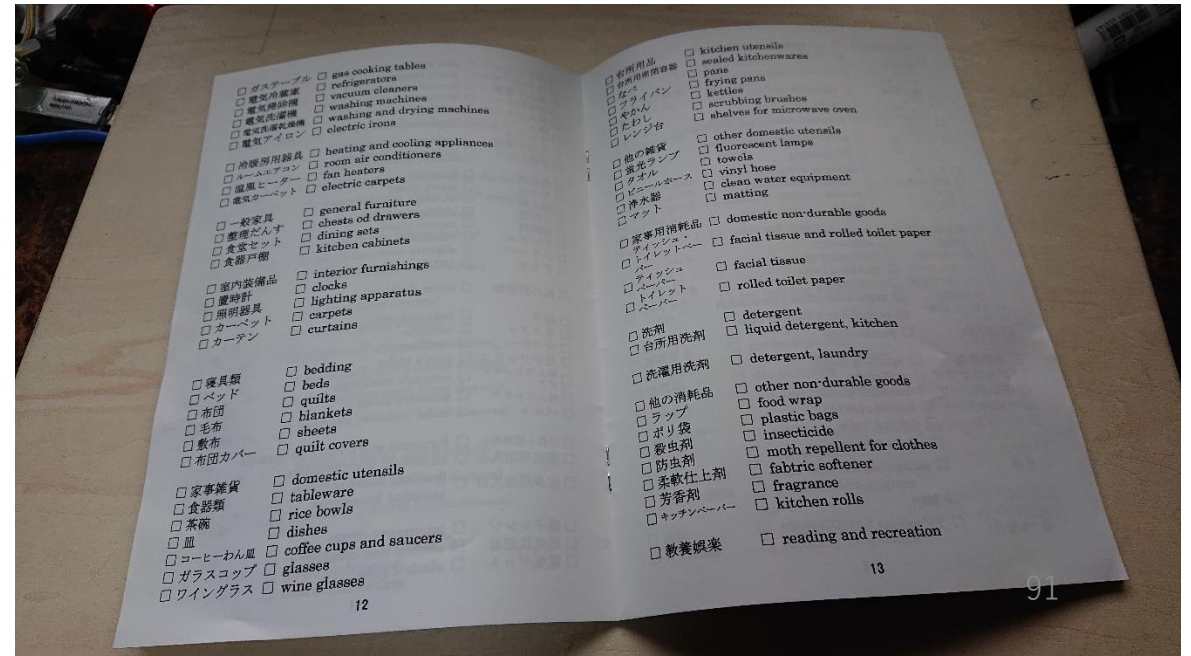 □ ガステーブル □ gas cooking tables
□ 電気冷蔵庫 □ refrigerators
□ 電気掃除機 □ vacuum cleaners
□ 電気洗濯機 □ washing machines
□ 電気洗濯乾燥機 □ washing and drying machines
□ 電気アイロン □ electric irons
□ 冷暖房用器具 □ heating and cooling appliances
□ ルームエアコン □ room air conditioners
□ 温風ヒーター □ fan heaters
□ 電気カーペット □ electric carpets
□ 一般家具 □ general furniture
□ 整理だんす □ chests od drawers
□ 食堂セット □ dining sets
□ 食器戸棚 □ kitchen cabinets
□ 室内装備品 □ interior furnishings
□ 置時計 □ clocks
□ 照明器具 □ lighting apparatus
□ カーペット □ carpets
□ カーテン □ curtains
□ 寝具類 □ bedding
□ ベッド □ beds
□ 布団 □ quilts
□ 毛布 □ blankets
□ 敷布 □ sheets
□ 布団カバー □ quilt covers
□ 家事雑貨 □ domestic utensils
□ 食器類 □ tableware
□ 茶碗 □ rice bowls
□ 皿 □ dishes
□ コーヒーわん皿 □ coffee cups and saucers
□ ガラスコップ □ glasses
□ ワイングラス □ wine glasses
12
□ 台所用品 □ kitchen utensils
□ 台所用密閉容器 □ sealed kitchenwares
□ なべ □ pans
□ フライパン □ frying pans
□ やかん □ kettles
□ たわし □ scrubbing brushes
□ レンジ台 □ shelves for microwave oven
□ 他の雑貨 □ other domestic utensils
□ 蛍光ランプ □ fluorescent lamps
□ タオル □ towels
□ ビニールホース □ vinyl hose
□ 浄水器 □ clean water equipment
□ マット □ matting
□ 家事用消耗品 □ domestic non-durable goods
ティッシュ・
□ トイレットペー □ facial tissue and rolled toilet paper
パー
ティッシュ □ facial tissue
□ ペーパー
トイレット □ rolled toilet paper
□ ペーパー
□ 洗剤 □ detergent
□ 台所用洗剤 □ liquid detergent, kitchen
□ 洗濯用洗剤 □ detergent, laundry
□ 他の消耗品 □ other non-durable goods
□ ラップ □ food wrap
□ ポリ袋 □ plastic bags
□ 殺虫剤 □ insecticide
□ 防虫剤 □ moth repellent for clothes
□ 柔軟仕上剤 □ fabtric softener
□ 芳香剤 □ fragrance
□ キッチンペーパー □ kitchen rolls
□ 教養娯楽 □ reading and recreation
13
91